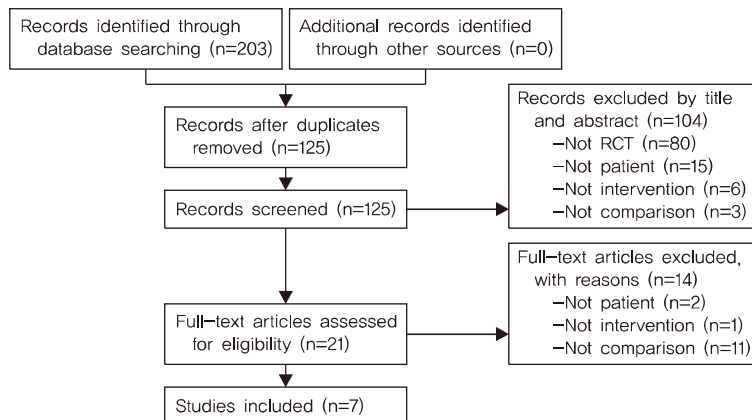 Records identified through
database searching (n=203)
Additional records identified
through other sources (n=0)
Records after duplicates
removed (n=125)
Records excluded by title
and abstract (n=104)
−Not RCT (n=80)
−Not patient (n=15)
−Not intervention (n=6)
−Not comparison (n=3)
Records screened (n=125)
Full−text articles excluded,
with reasons (n=14)
−Not patient (n=2)
−Not intervention (n=1)
−Not comparison (n=11)
Full−text articles assessed
for eligibility (n=21)
Studies included (n=7)